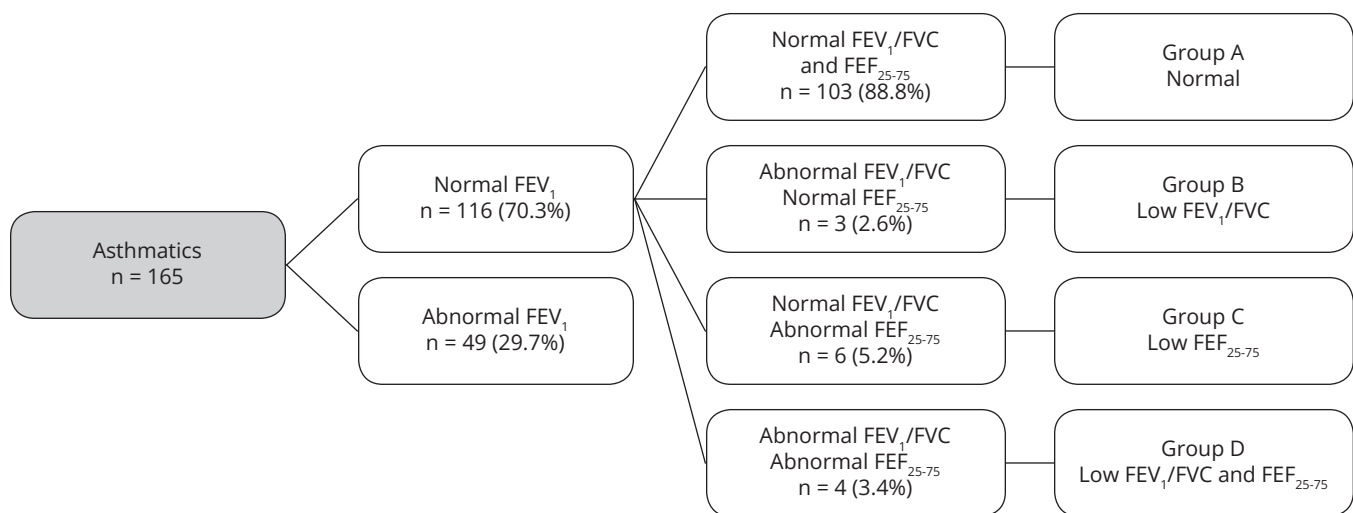 Asthmatics
n = 165
Normal FEV₁
n = 116 (70.3%)
Abnormal FEV₁
n = 49 (29.7%)
Normal FEV₁/FVC
and FEF₂₅₋₇₅
n = 103 (88.8%)
Group A
Normal
Abnormal FEV₁/FVC
Normal FEF₂₅₋₇₅
n = 3 (2.6%)
Group B
Low FEV₁/FVC
Normal FEV₁/FVC
Abnormal FEF₂₅₋₇₅
n = 6 (5.2%)
Group C
Low FEF₂₅₋₇₅
Abnormal FEV₁/FVC
Abnormal FEF₂₅₋₇₅
n = 4 (3.4%)
Group D
Low FEV₁/FVC and FEF₂₅₋₇₅